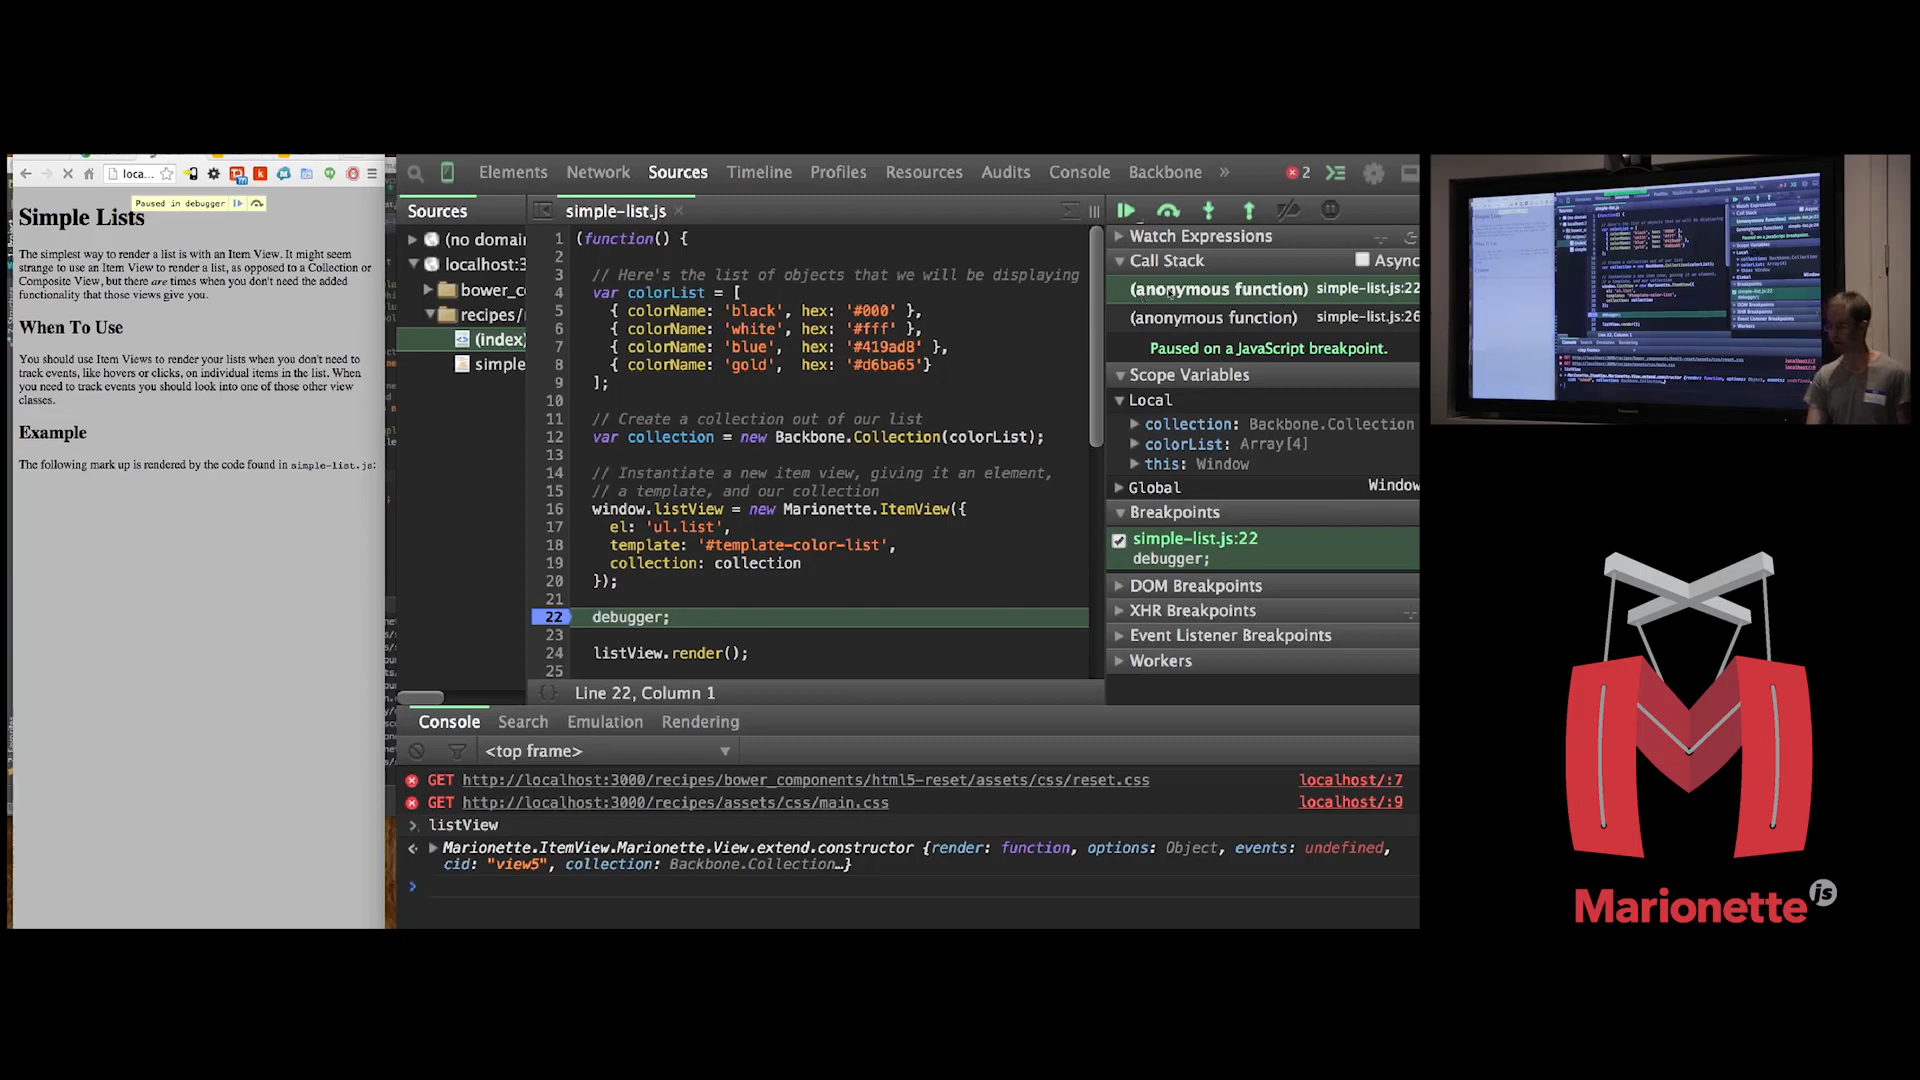 loca...
Paused in debugger
Simple Lists
The simplest way to render a list is with an Item View. It might seem
strange to use an Item View to render a list, as opposed to a Collection or
Composite View, but there are times when you don't need the added
functionality that those views give you.
When To Use
You should use Item Views to render your lists when you don't need to
track events, like hovers or clicks, on individual items in the list. When
you need to track events you should look into one of those other view
classes.
Example
The following mark up is rendered by the code found in simple-list.js:
Elements Network Sources Timeline Profiles Resources Audits Console Backbone » 2
Sources
(no domain
localhost:3
bower_c
recipes/
(index)
simple
simple-list.js
1 (function() {
2
3 // Here's the list of objects that we will be displaying
4 var colorList = [
5 { colorName: 'black', hex: '#000' },
6 { colorName: 'white', hex: '#fff' },
7 { colorName: 'blue', hex: '#419ad8' },
8 { colorName: 'gold', hex: '#d6ba65'}
9 ];
10
11 // Create a collection out of our list
12 var collection = new Backbone.Collection(colorList);
13
14 // Instantiate a new item view, giving it an element,
15 // a template, and our collection
16 window.listView = new Marionette.ItemView({
17 el: 'ul.list',
18 template: '#template-color-list',
19 collection: collection
20 });
21
22 debugger;
23
24 listView.render();
25
{} Line 22, Column 1
Watch Expressions
Call Stack Async
(anonymous function) simple-list.js:22
(anonymous function) simple-list.js:26
Paused on a JavaScript breakpoint.
Scope Variables
Local
collection: Backbone.Collection
colorList: Array[4]
this: Window
Global Window
Breakpoints
simple-list.js:22
debugger;
DOM Breakpoints
XHR Breakpoints
Event Listener Breakpoints
Workers
Console Search Emulation Rendering
<top frame>
GET http://localhost:3000/recipes/bower_components/html5-reset/assets/css/reset.css localhost/:7
GET http://localhost:3000/recipes/assets/css/main.css localhost/:9
> listView
Marionette.ItemView.Marionette.View.extend.constructor {render: function, options: Object, events: undefined,
cid: "view5", collection: Backbone.Collection…}
>
Marionette js